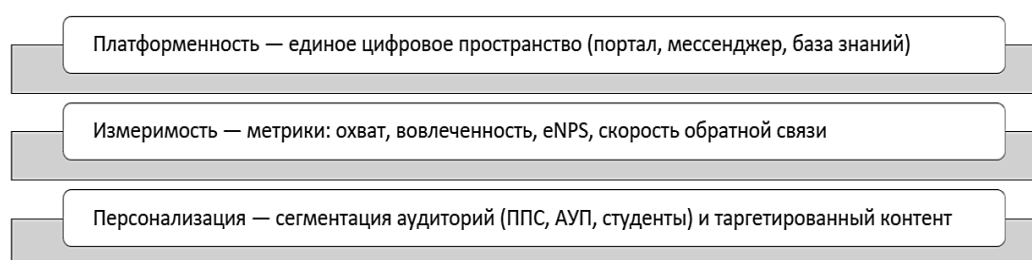 Платформенность — единое цифровое пространство (портал, мессенджер, база знаний)
Измеримость — метрики: охват, вовлеченность, eNPS, скорость обратной связи
Персонализация — сегментация аудиторий (ППС, АУП, студенты) и таргетированный контент